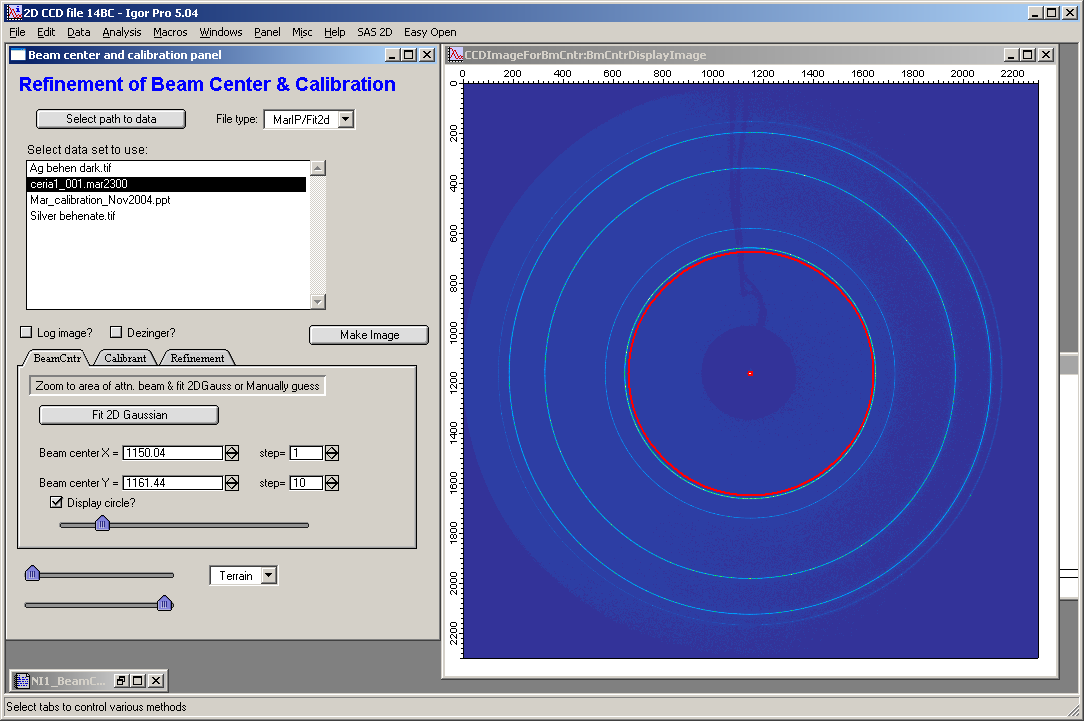 2D CCD file 14BC - Igor Pro 5.04
File Edit Data Analysis Macros Windows Panel Misc Help SAS 2D Easy Open
Beam center and calibration panel
Refinement of Beam Center & Calibration
Select path to data
File type: MarIP/Fit2d
Select data set to use:
Ag behen dark.tif
ceria1_001.mar2300
Mar_calibration_Nov2004.ppt
Silver behenate.tif
Log image? Dezinger?
Make Image
BeamCntr Calibrant Refinement
Zoom to area of attn. beam & fit 2DGauss or Manually guess
Fit 2D Gaussian
Beam center X = 1150.04 step= 1
Beam center Y = 1161.44 step= 10
Display circle?
Terrain
CCDImageForBmCntr:BmCntrDisplayImage
0 200 400 600 800 1000 1200 1400 1600 1800 2000 2200
0
200
400
600
800
1000
1200
1400
1600
1800
2000
2200
NI1_BeamC...
Select tabs to control various methods